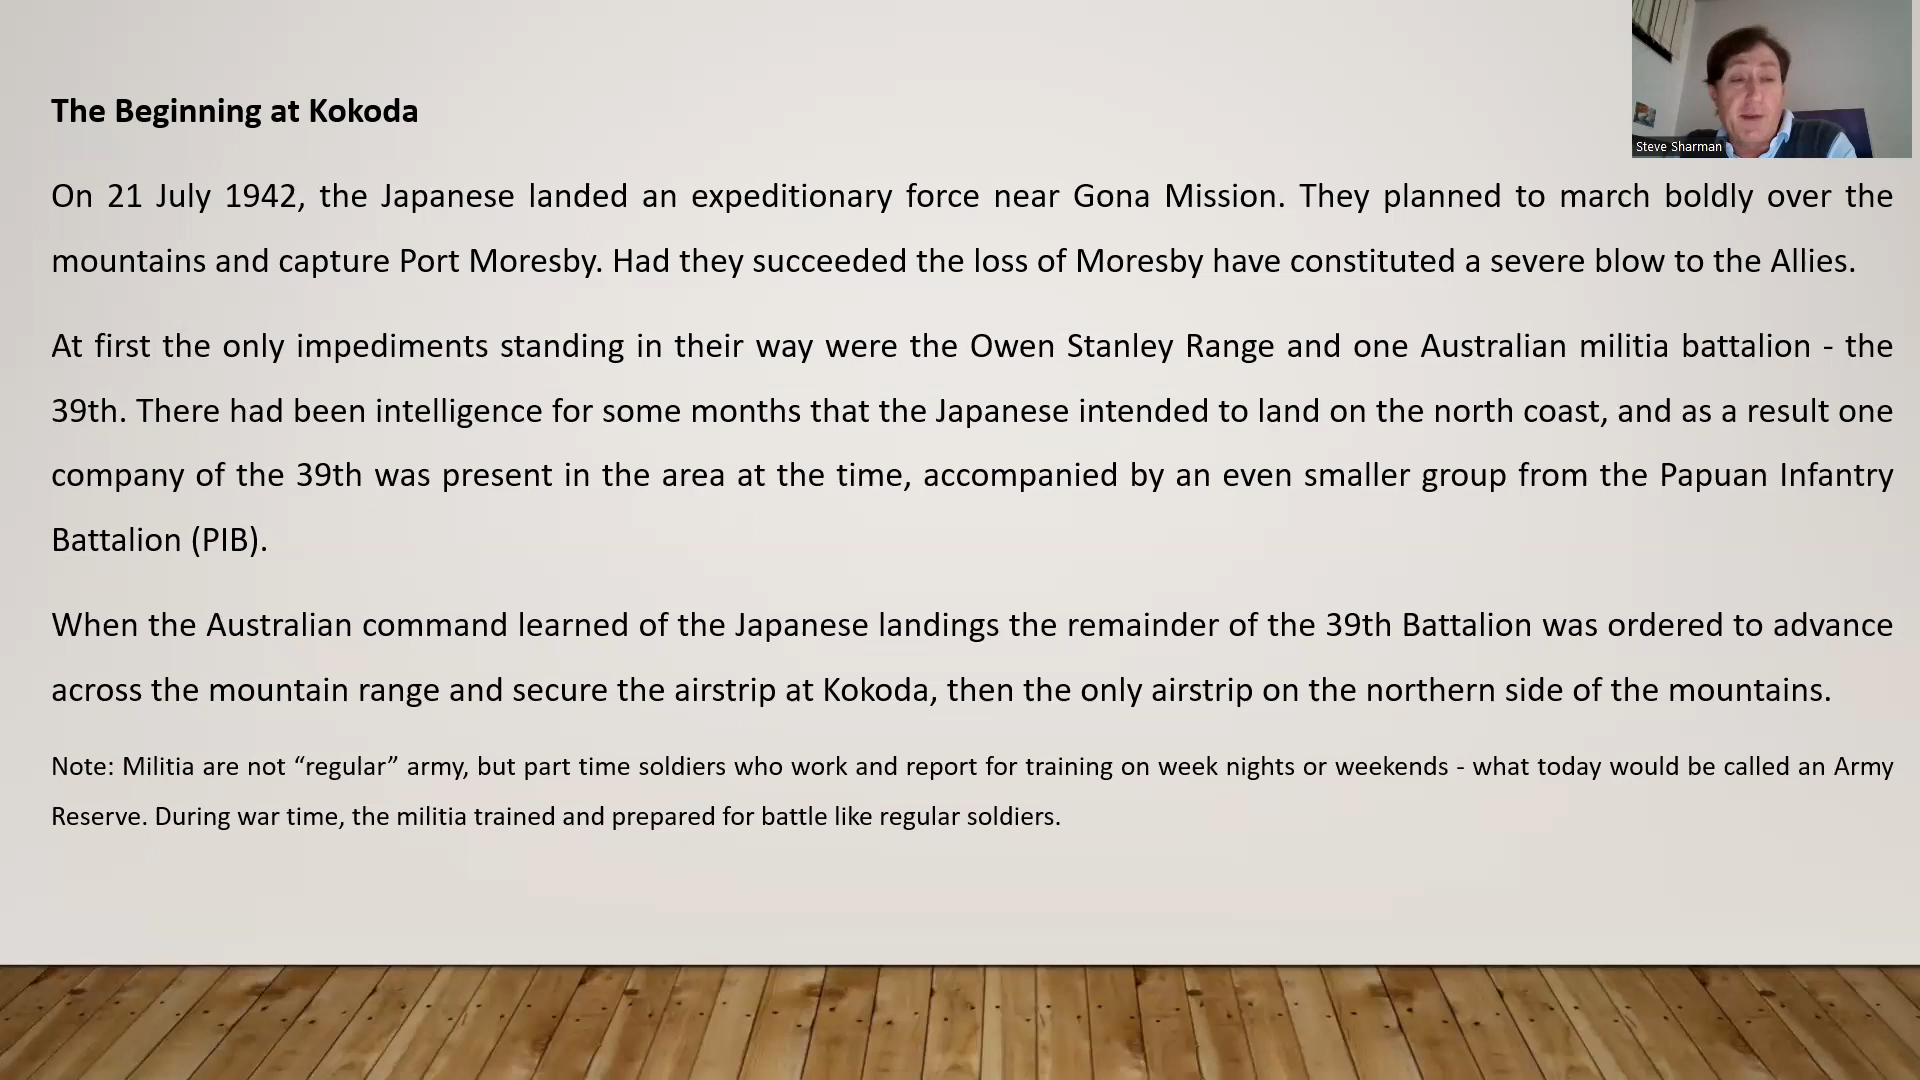 The Beginning at Kokoda
Steve Sharman
On 21 July 1942, the Japanese landed an expeditionary force near Gona Mission. They planned to march boldly over the
mountains and capture Port Moresby. Had they succeeded the loss of Moresby have constituted a severe blow to the Allies.
At first the only impediments standing in their way were the Owen Stanley Range and one Australian militia battalion - the
39th. There had been intelligence for some months that the Japanese intended to land on the north coast, and as a result one
company of the 39th was present in the area at the time, accompanied by an even smaller group from the Papuan Infantry
Battalion (PIB).
When the Australian command learned of the Japanese landings the remainder of the 39th Battalion was ordered to advance
across the mountain range and secure the airstrip at Kokoda, then the only airstrip on the northern side of the mountains.
Note: Militia are not “regular” army, but part time soldiers who work and report for training on week nights or weekends - what today would be called an Army
Reserve. During war time, the militia trained and prepared for battle like regular soldiers.